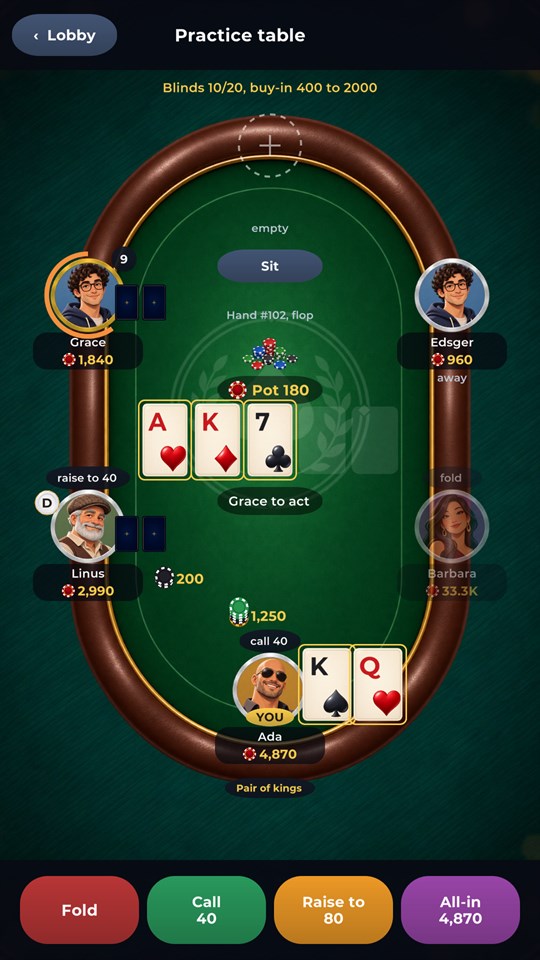 ‹ Lobby
Practice table
Blinds 10/20, buy-in 400 to 2000
empty
Sit
9
Grace
1,840
Edsger
960
away
Hand #102, flop
Pot 180
A
K
7
Grace to act
raise to 40
D
Linus
2,990
200
fold
Barbara
33.3K
1,250
call 40
K
Q
YOU
Ada
4,870
Pair of kings
Fold
Call
40
Raise to
80
All-in
4,870